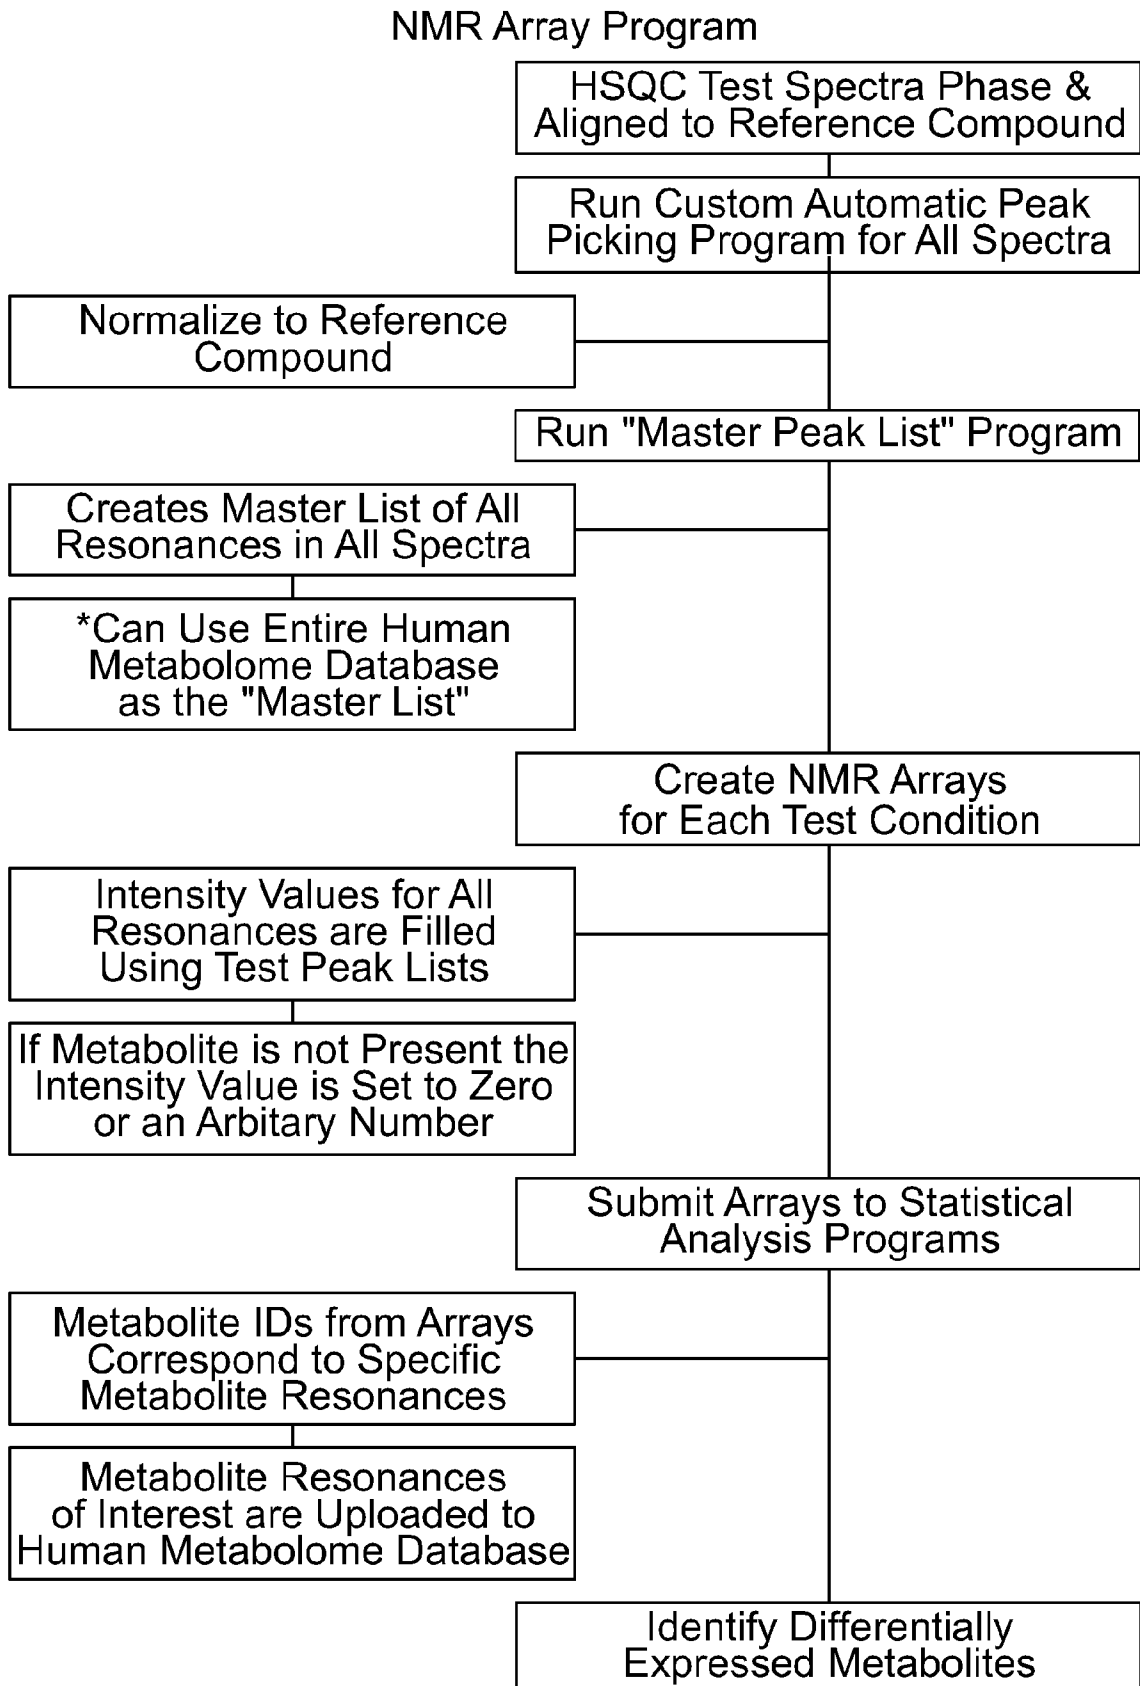 NMR Array Program
HSQC Test Spectra Phase &
Aligned to Reference Compound
Run Custom Automatic Peak
Picking Program for All Spectra
Normalize to Reference
Compound
Run "Master Peak List" Program
Creates Master List of All
Resonances in All Spectra
*Can Use Entire Human
Metabolome Database
as the "Master List"
Create NMR Arrays
for Each Test Condition
Intensity Values for All
Resonances are Filled
Using Test Peak Lists
If Metabolite is not Present the
Intensity Value is Set to Zero
or an Arbitary Number
Submit Arrays to Statistical
Analysis Programs
Metabolite IDs from Arrays
Correspond to Specific
Metabolite Resonances
Metabolite Resonances
of Interest are Uploaded to
Human Metabolome Database
Identify Differentially
Expressed Metabolites